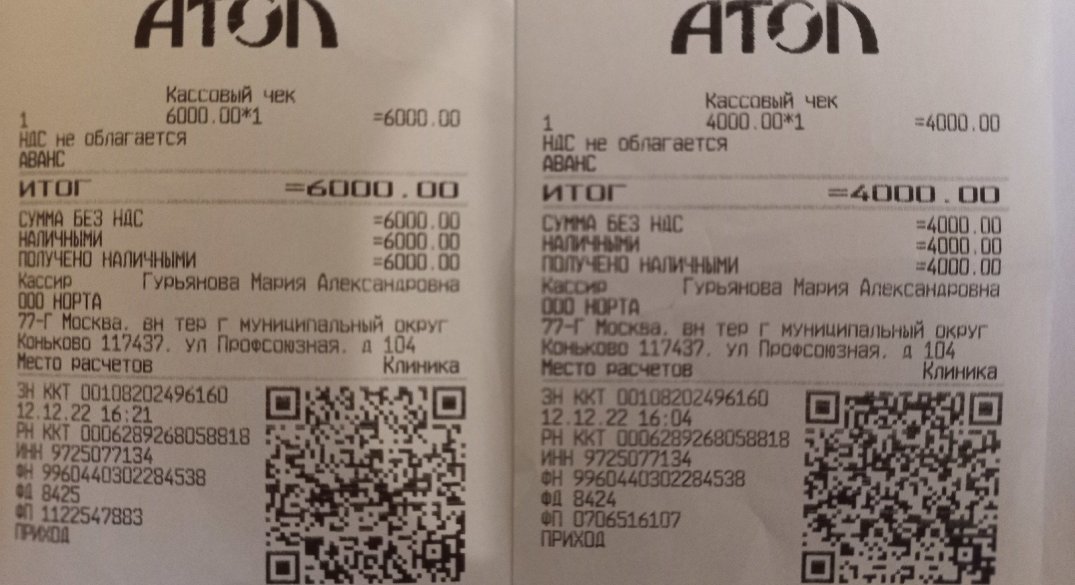 АТОЛ
Кассовый чек
1 6000.00*1 =6000.00
НДС не облагается
АВАНС
ИТОГ =6000.00
СУММА БЕЗ НДС =6000.00
НАЛИЧНЫМИ =6000.00
ПОЛУЧЕНО НАЛИЧНЫМИ =6000.00
Кассир Гурьянова Мария Александровна
ООО НОРТА
77-Г Москва. вн тер г муниципальный округ
Коньково 117437. ул Профсоюзная. д 104
Место расчетов Клиника
ЗН ККТ 00108202496160
12.12.22 16:21
РН ККТ 0006289268058818
ИНН 9725077134
ФН 9960440302284538
ФД 8425
ФП 1122547883
ПРИХОД
АТОЛ
Кассовый чек
1 4000.00*1 =4000.00
НДС не облагается
АВАНС
ИТОГ =4000.00
СУММА БЕЗ НДС =4000.00
НАЛИЧНЫМИ =4000.00
ПОЛУЧЕНО НАЛИЧНЫМИ =4000.00
Кассир Гурьянова Мария Александровна
ООО НОРТА
77-Г Москва. вн тер г муниципальный округ
Коньково 117437. ул Профсоюзная. д 104
Место расчетов Клиника
ЗН ККТ 00108202496160
12.12.22 16:04
РН ККТ 0006289268058818
ИНН 9725077134
ФН 9960440302284538
ФД 8424
ФП 0706516107
ПРИХОД